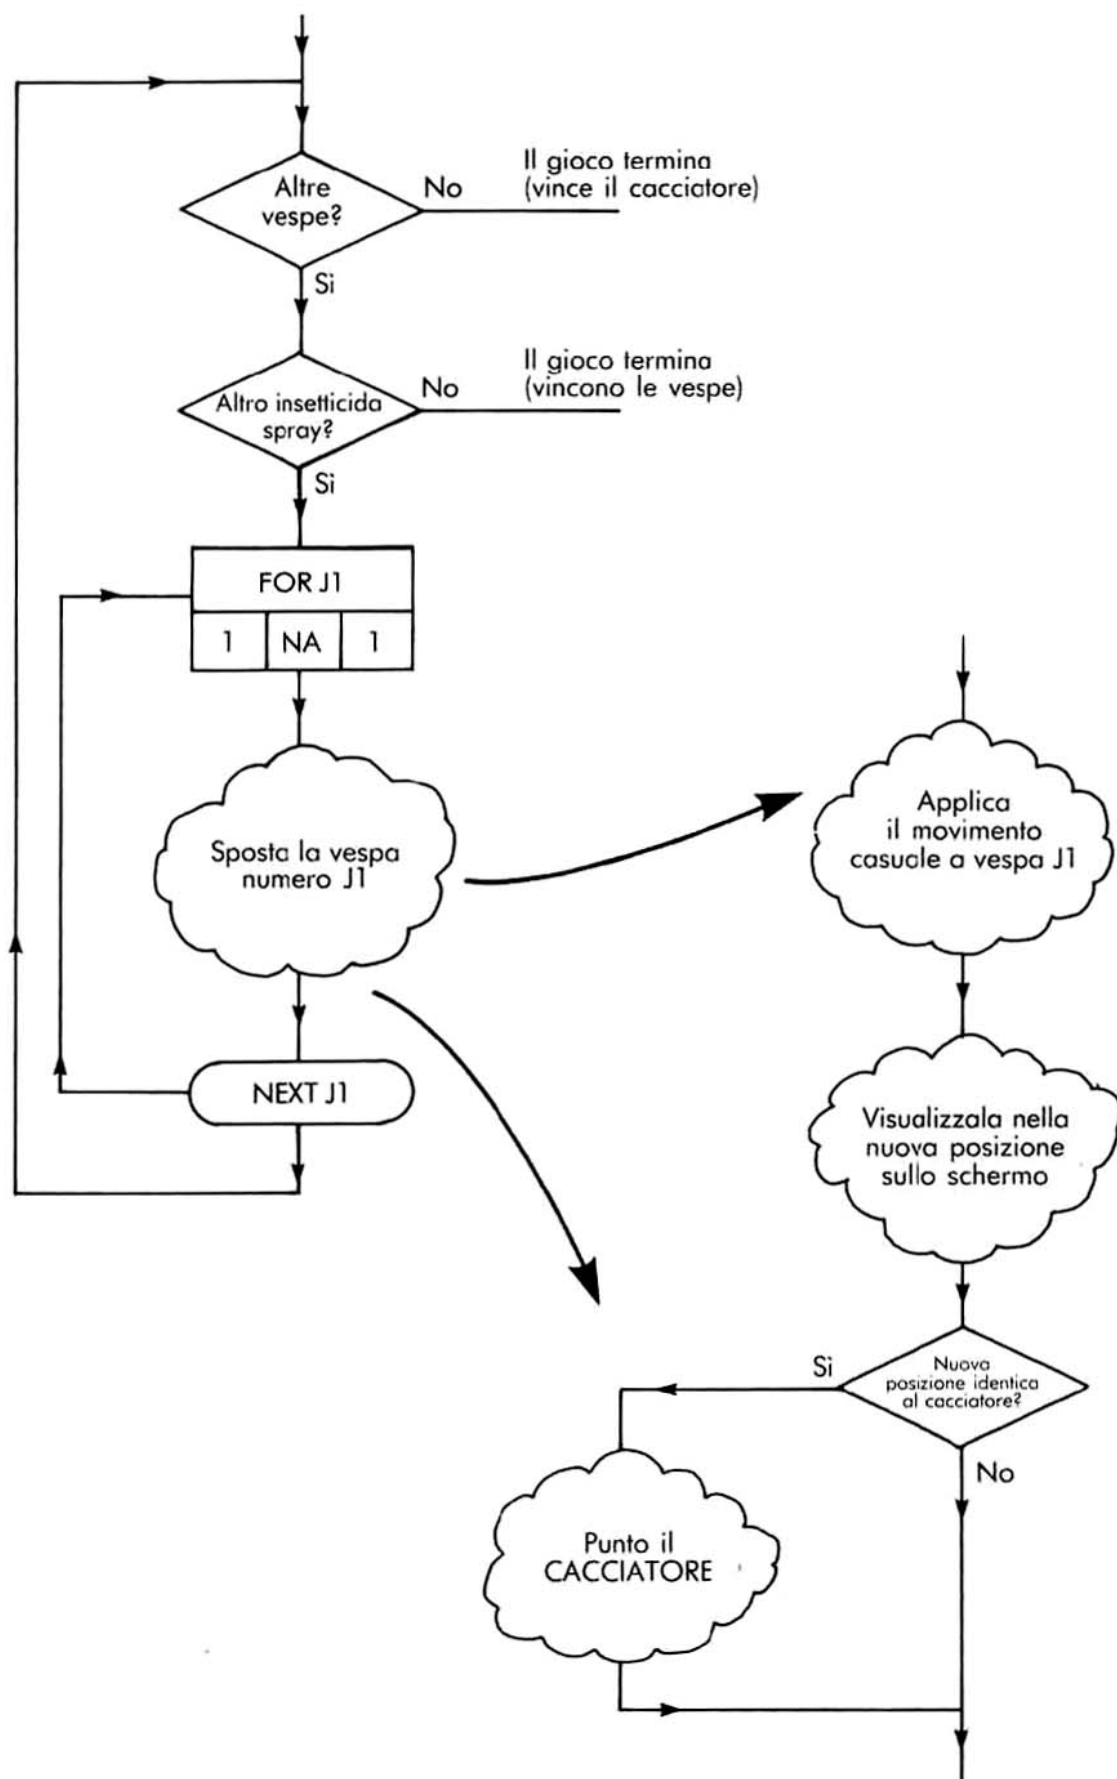 Altre
vespe?
No
Il gioco termina
(vince il cacciatore)
Sì
Altro insetticida
spray?
No
Il gioco termina
(vincono le vespe)
Sì
FOR J1
1 NA 1
Sposta la vespa
numero J1
NEXT J1
Applica
il movimento
casuale a vespa J1
Visualizzala nella
nuova posizione
sullo schermo
Nuova
posizione identica
al cacciatore?
Sì
No
Punto il
CACCIATORE